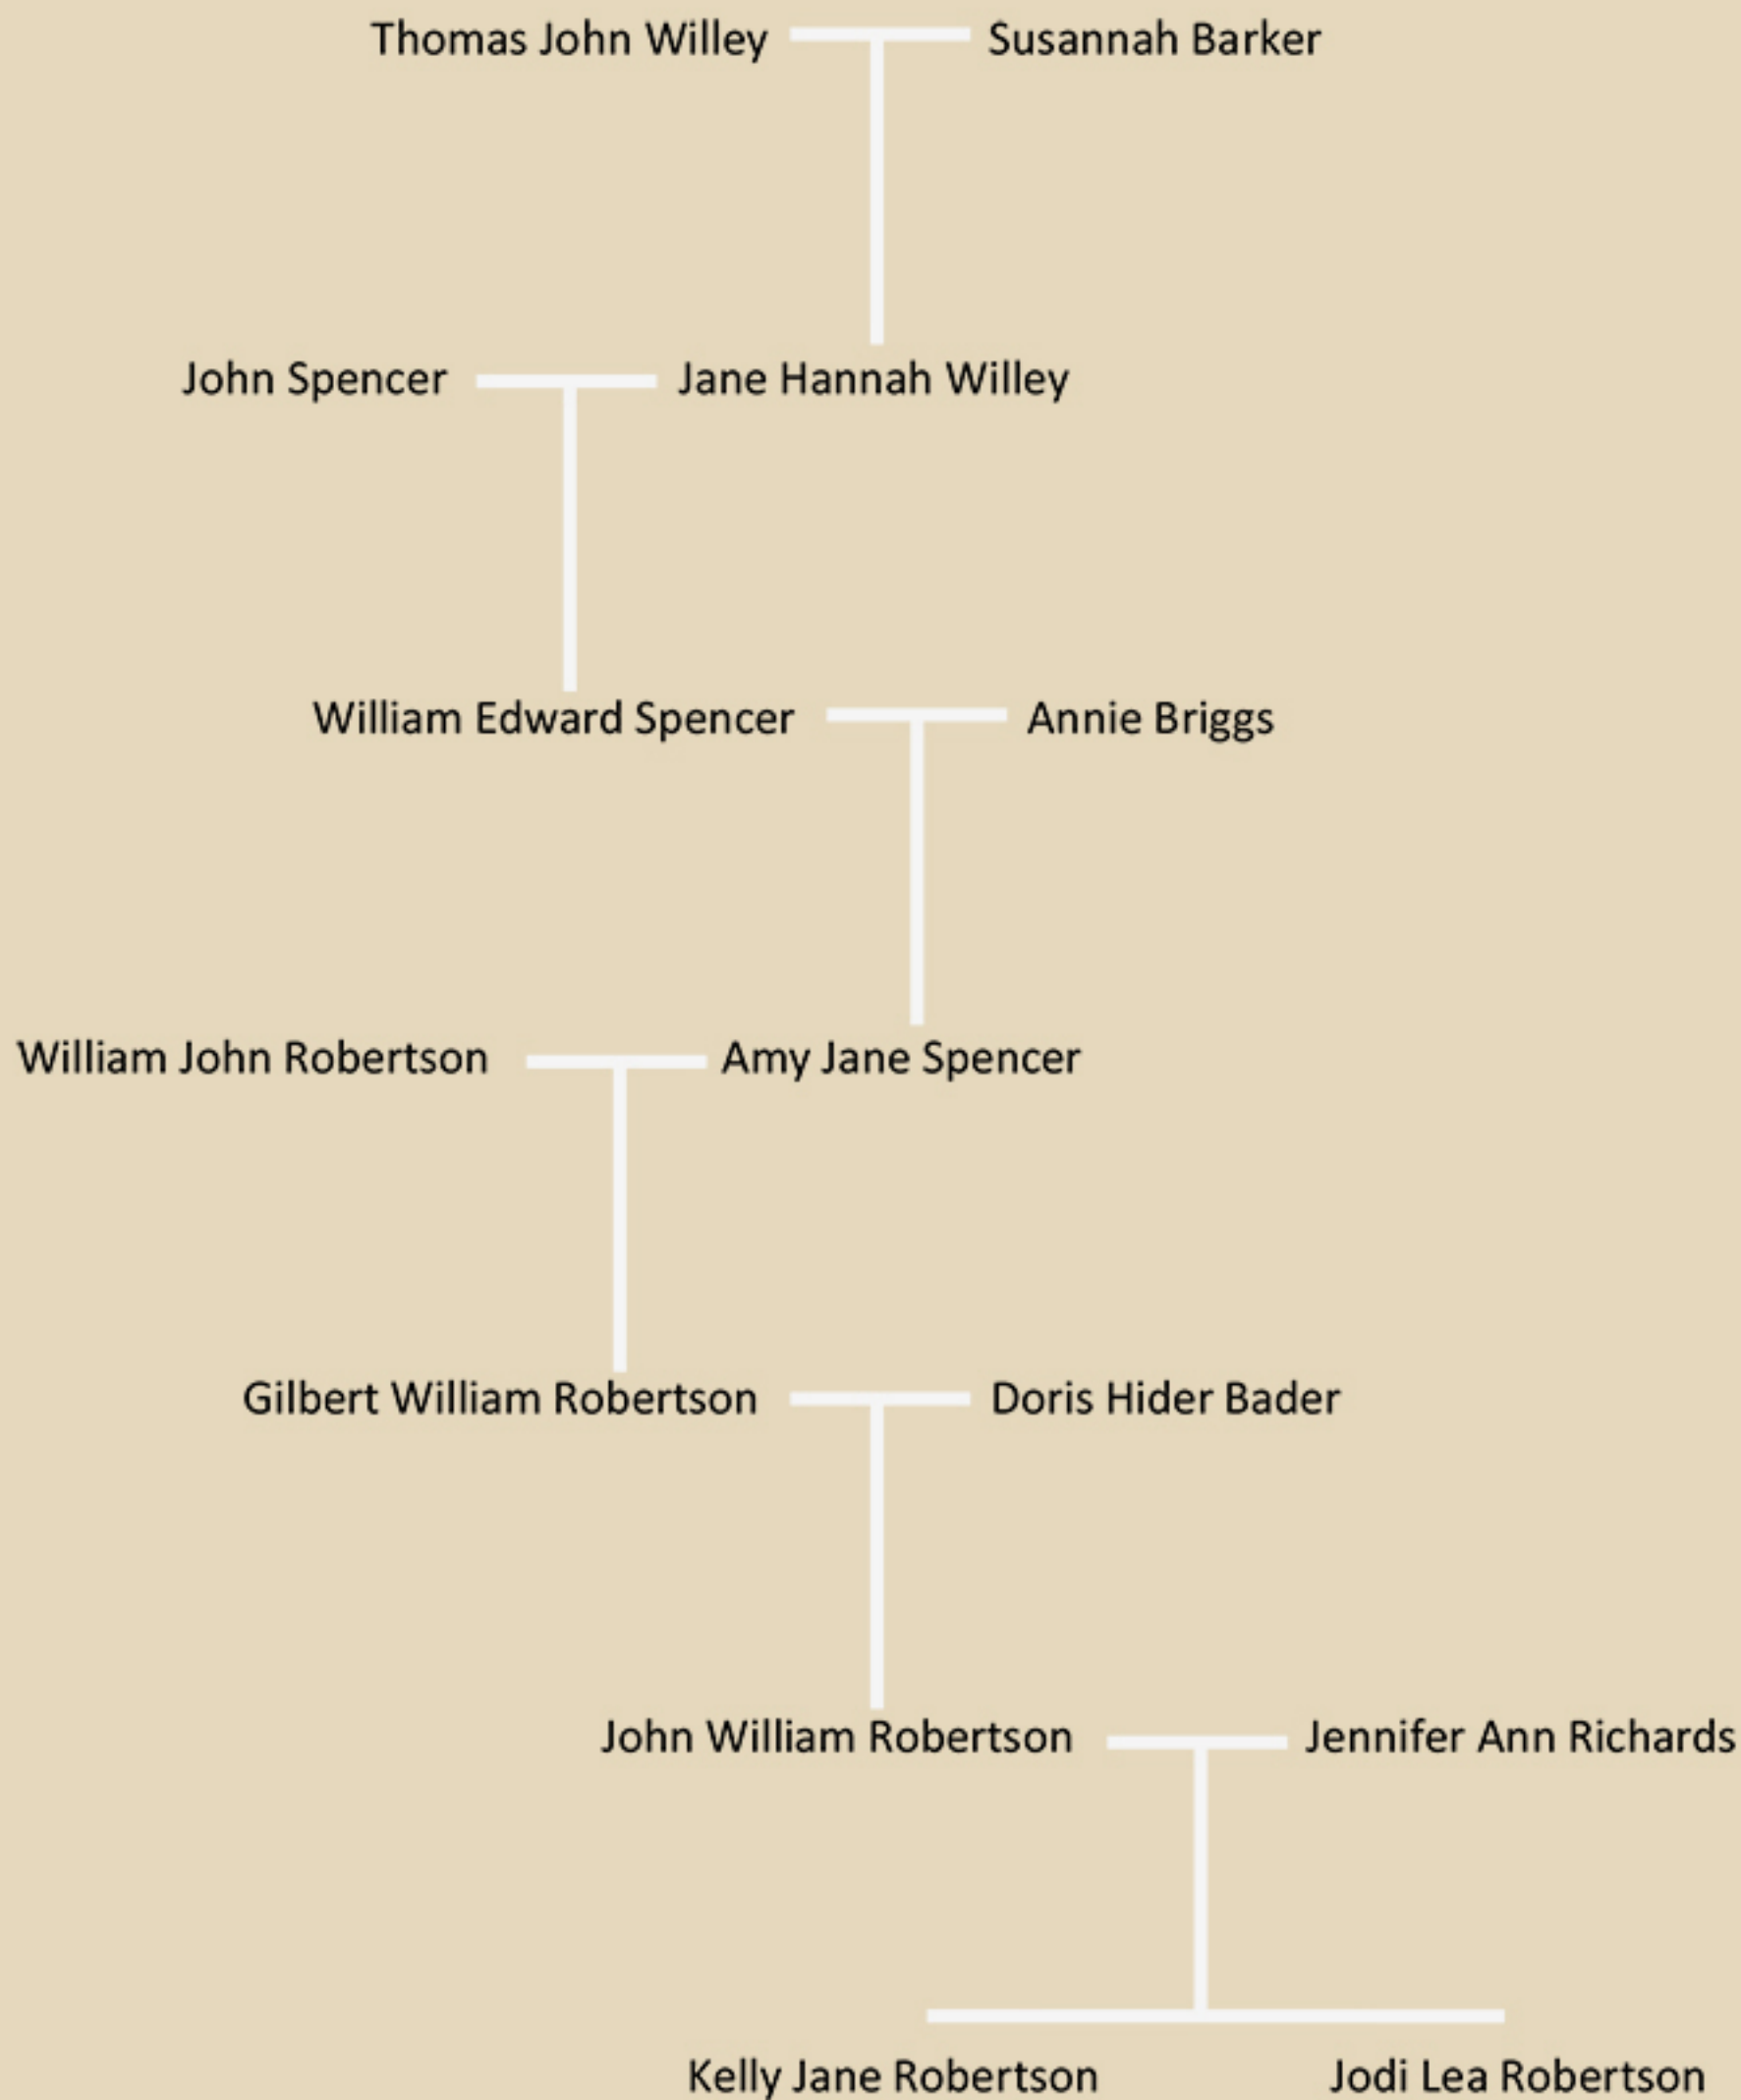 Thomas John Willey Susannah Barker
John Spencer Jane Hannah Willey
William Edward Spencer Annie Briggs
William John Robertson Amy Jane Spencer
Gilbert William Robertson Doris Hider Bader
John William Robertson Jennifer Ann Richards
Kelly Jane Robertson Jodi Lea Robertson